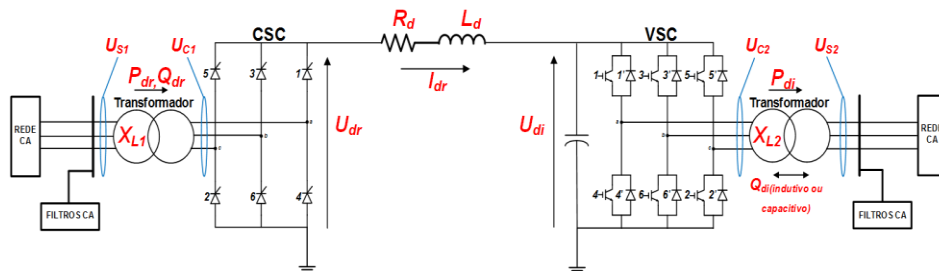 R_d
L_d
U_S1
U_C1
CSC
VSC
U_C2
U_S2
5
3
1
1
1'
3
3'
5
5'
I_dr
P_dr, Q_dr
Transformador
P_di
Transformador
REDE
CA
X_L1
U_dr
U_di
X_L2
REDE
CA
Q_di(indutivo ou
capacitivo)
2
6
4
4
4'
6
6'
2
2'
FILTROS CA
FILTROS CA